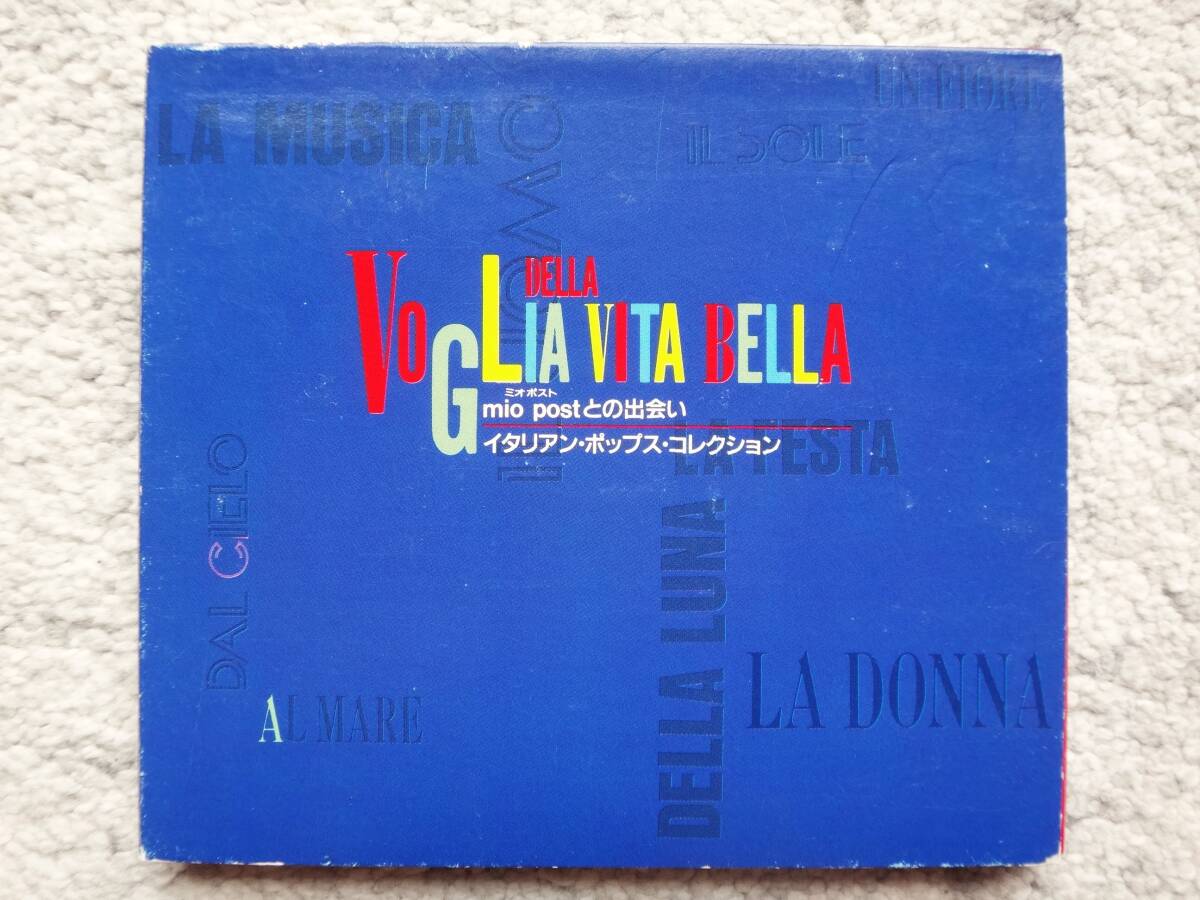 UN FIORE
LA MUSICA
IL SOLE
IL UOMO
DELLA
VOGLIA VITA BELLA
ミオ ポスト
mio postとの出会い
イタリアン・ポップス・コレクション
LA FESTA
DAL CIELO
DELLA LUNA
LA DONNA
AL MARE